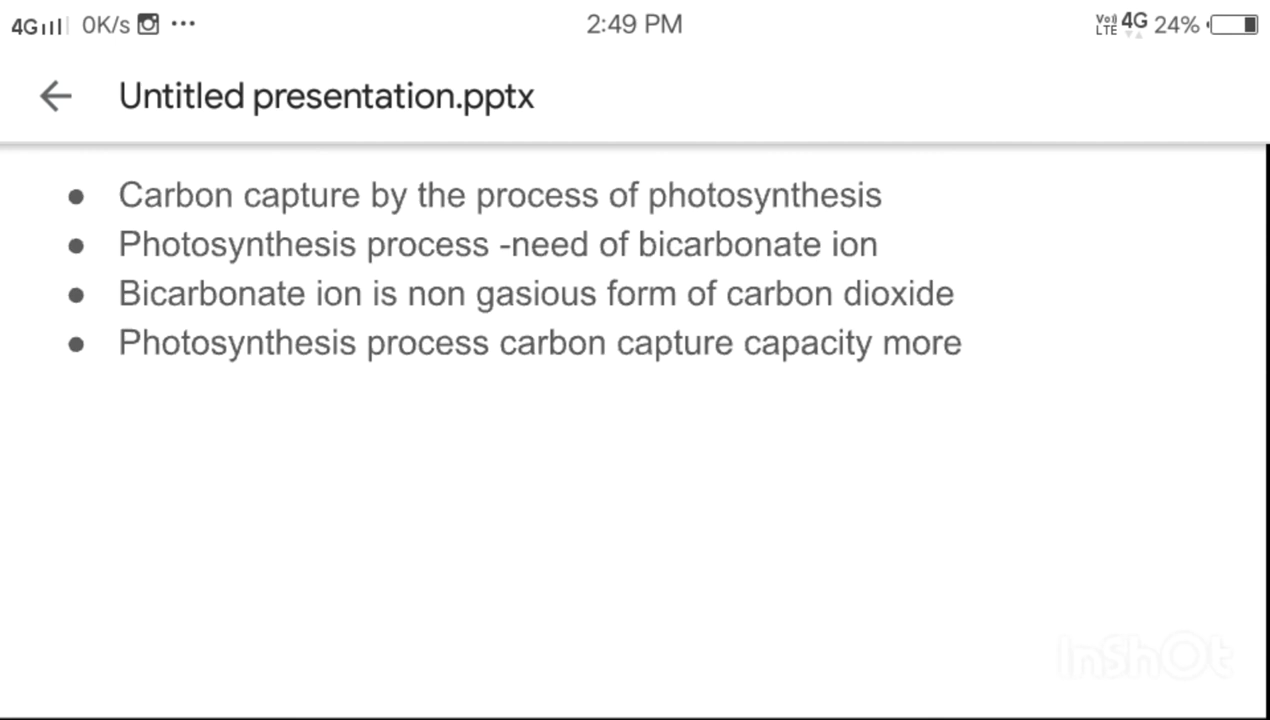 4G 0K/s 2:49 PM Vo) LTE 4G 24%
Untitled presentation.pptx
● Carbon capture by the process of photosynthesis
● Photosynthesis process -need of bicarbonate ion
● Bicarbonate ion is non gasious form of carbon dioxide
● Photosynthesis process carbon capture capacity more
InShOt